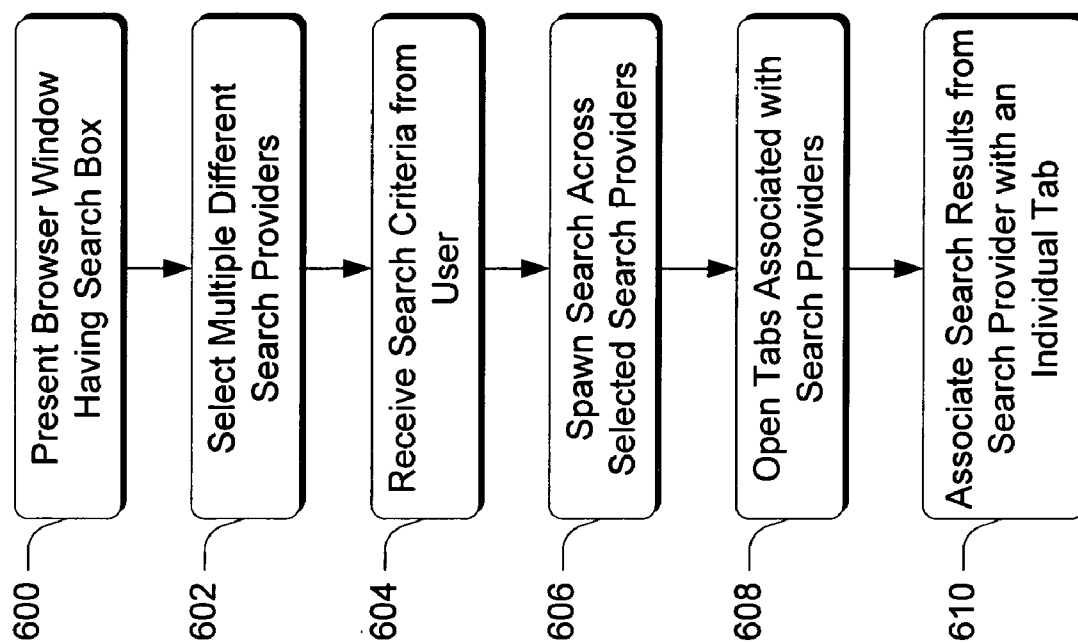 600
Present Browser Window
Having Search Box
602
Select Multiple Different
Search Providers
604
Receive Search Criteria from
User
606
Spawn Search Across
Selected Search Providers
608
Open Tabs Associated with
Search Providers
610
Associate Search Results from
Search Provider with an
Individual Tab